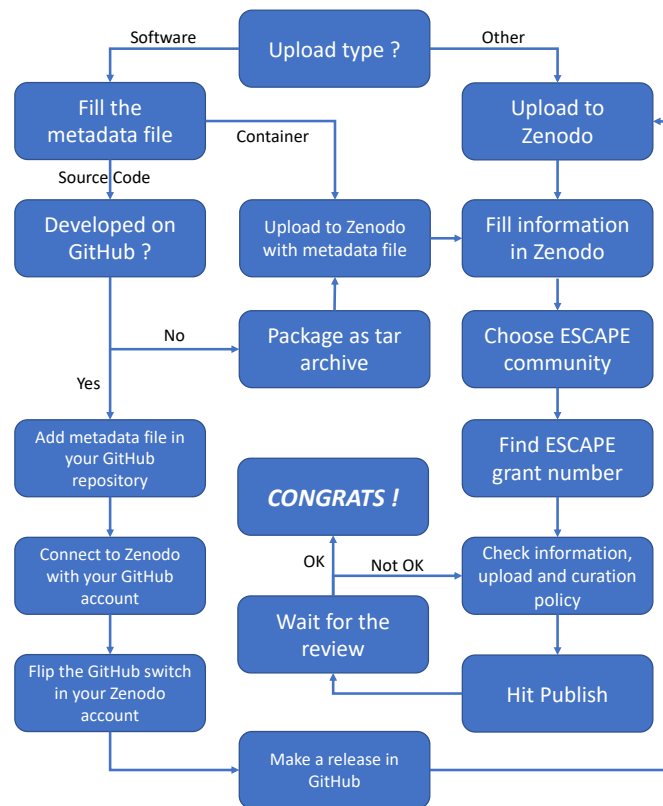 Software
Upload type ?
Other
Fill the
metadata file
Upload to
Zenodo
Container
Source Code
Developed on
GitHub ?
Upload to Zenodo
with metadata file
Fill information
in Zenodo
No
Package as tar
archive
Choose ESCAPE
community
Yes
Add metadata file in
your GitHub
repository
Find ESCAPE
grant number
CONGRATS !
Connect to Zenodo
with your GitHub
account
OK
Not OK
Check information,
upload and curation
policy
Wait for the
review
Flip the GitHub switch
in your Zenodo
account
Hit Publish
Make a release in
GitHub